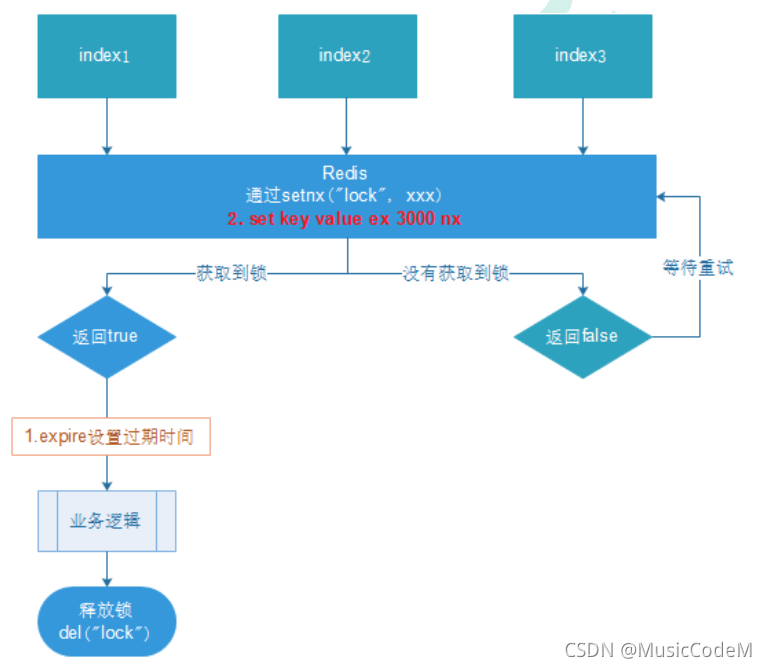 index1
index2
index3
Redis
通过setnx("lock", xxx)
2. set key value ex 3000 nx
获取到锁
没有获取到锁
等待重试
返回true
返回false
1.expire设置过期时间
业务逻辑
释放锁
del("lock")
CSDN @MusicCodeM